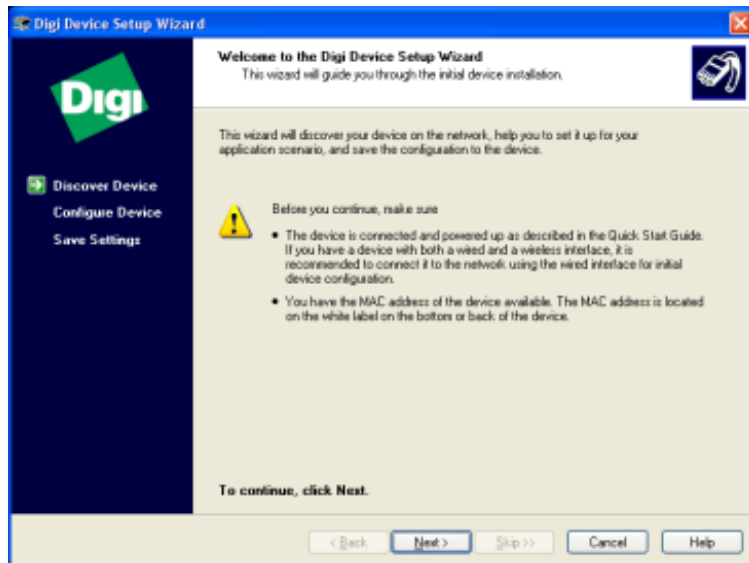 Digi Device Setup Wizard
Digi
Discover Device
Configure Device
Save Settings
Welcome to the Digi Device Setup Wizard
This wizard will guide you through the initial device installation.
This wizard will discover your device on the network, help you to set it up for your
application scenario, and save the configuration to the device.
Before you continue, make sure
• The device is connected and powered up as described in the Quick Start Guide.
If you have a device with both a wired and a wireless interface, it is
recommended to connect it to the network using the wired interface for initial
device configuration.
• You have the MAC address of the device available. The MAC address is located
on the white label on the bottom or back of the device.
To continue, click Next.
< Back
Next >
Skip >>
Cancel
Help